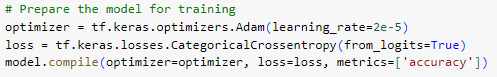 # Prepare the model for training
optimizer = tf.keras.optimizers.Adam(learning_rate=2e-5)
loss = tf.keras.losses.CategoricalCrossentropy(from_logits=True)
model.compile(optimizer=optimizer, loss=loss, metrics=['accuracy'])